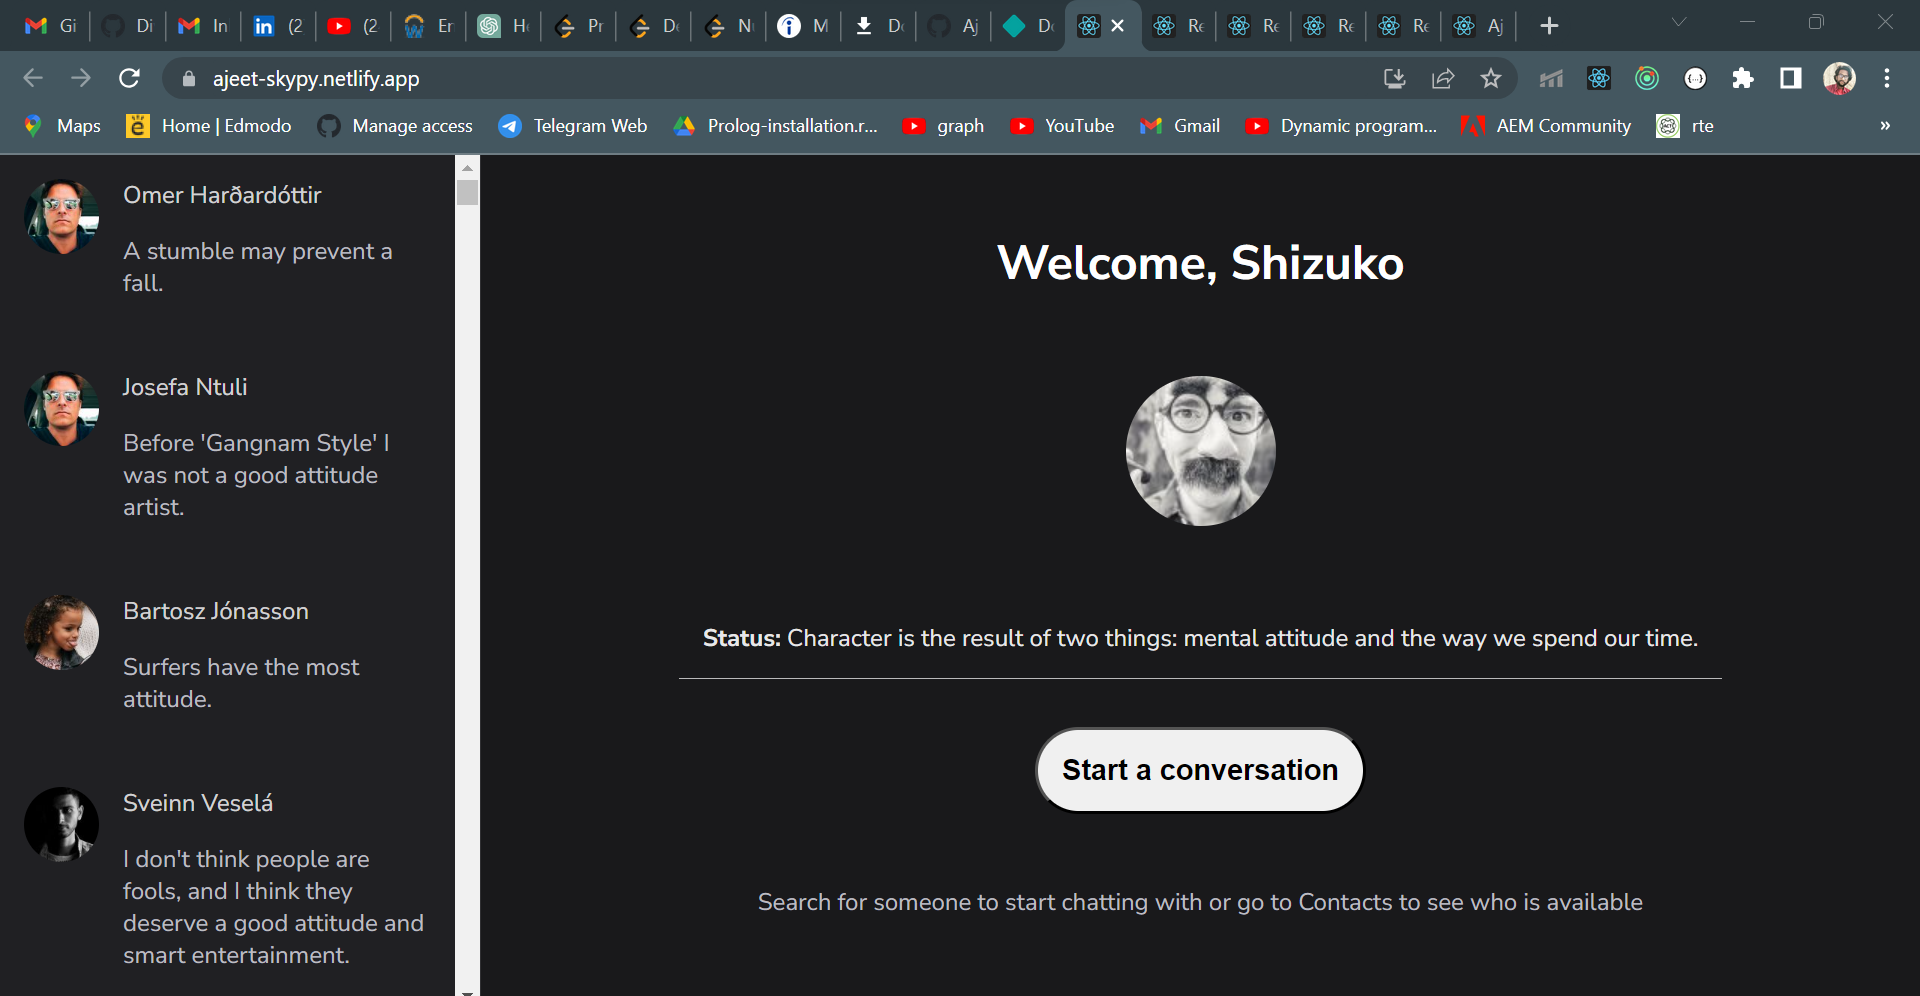 Gi
Di
In
(2
(2
Er
H
Pr
De
N
M
D
Aj
D
Re
Re
Re
Re
Aj
ajeet-skypy.netlify.app
Maps
Home | Edmodo
Manage access
Telegram Web
Prolog-installation.r...
graph
YouTube
Gmail
Dynamic program...
AEM Community
rte
»
Omer Harðardóttir
A stumble may prevent a
fall.
Josefa Ntuli
Before 'Gangnam Style' I
was not a good attitude
artist.
Bartosz Jónasson
Surfers have the most
attitude.
Sveinn Veselá
I don't think people are
fools, and I think they
deserve a good attitude and
smart entertainment.
Welcome, Shizuko
Status: Character is the result of two things: mental attitude and the way we spend our time.
Start a conversation
Search for someone to start chatting with or go to Contacts to see who is available